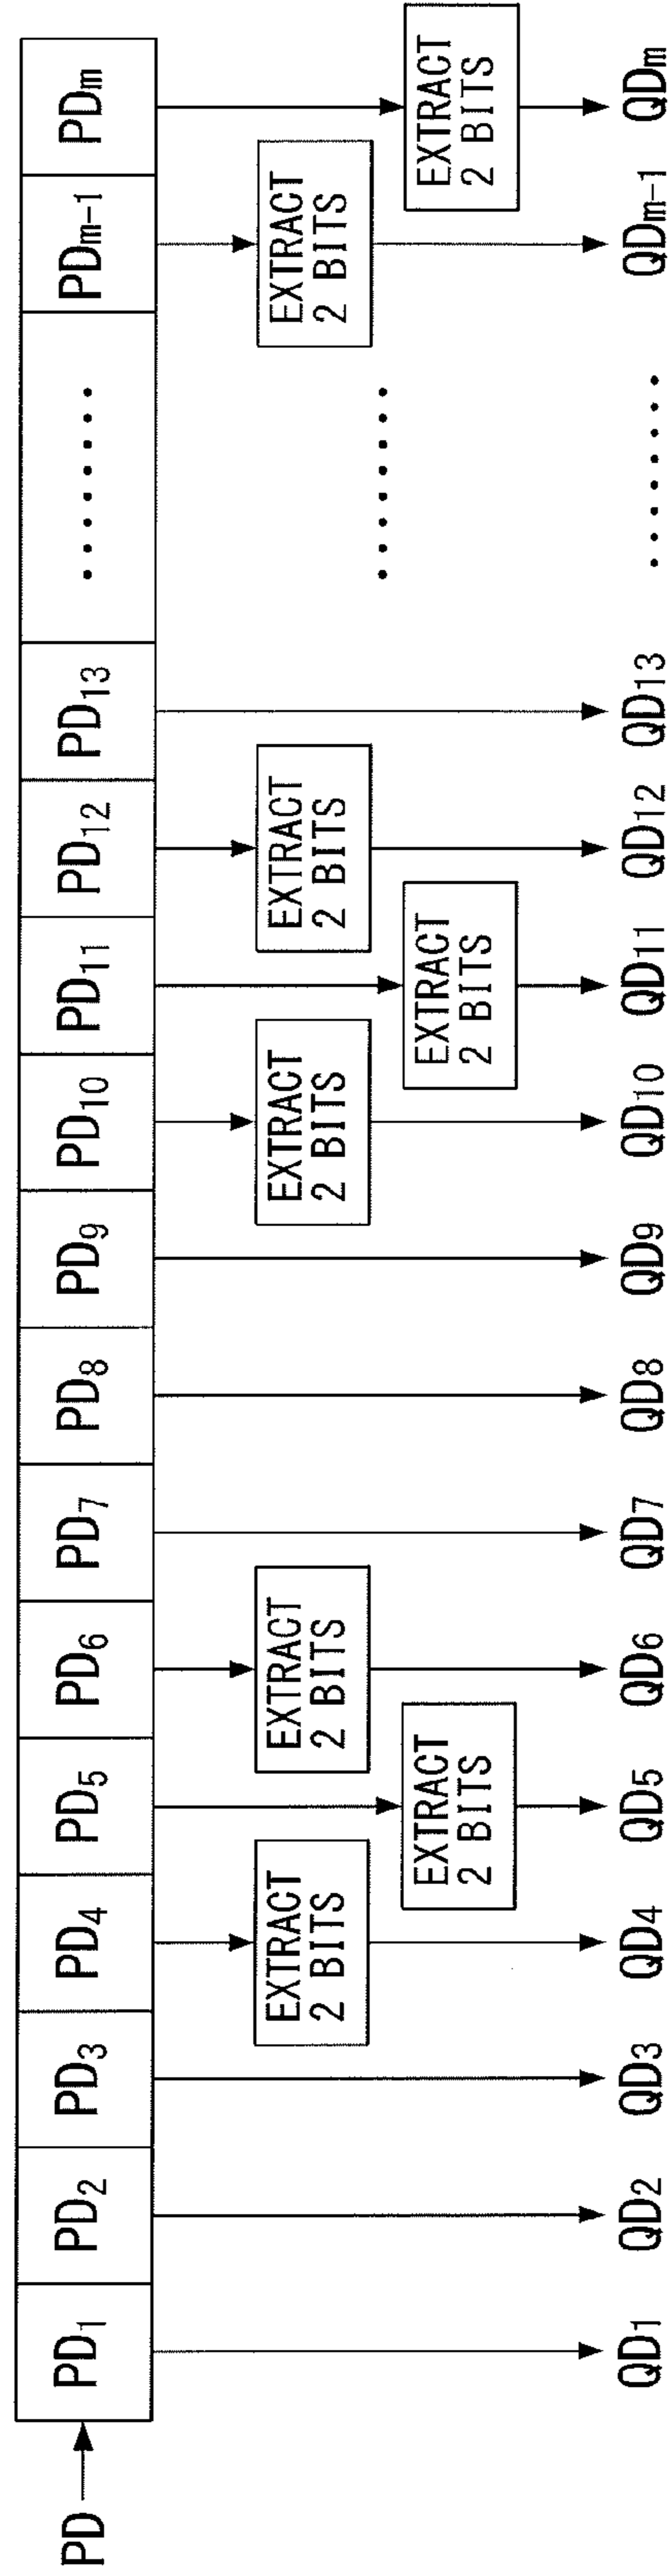 PD
PD1 PD2 PD3 PD4 PD5 PD6 PD7 PD8 PD9 PD10 PD11 PD12 PD13 ········ PDm-1 PDm
EXTRACT
2 BITS
EXTRACT
2 BITS
EXTRACT
2 BITS
EXTRACT
2 BITS
EXTRACT
2 BITS
EXTRACT
2 BITS
········
EXTRACT
2 BITS
EXTRACT
2 BITS
QD1 QD2 QD3 QD4 QD5 QD6 QD7 QD8 QD9 QD10 QD11 QD12 QD13 ········ QDm-1 QDm